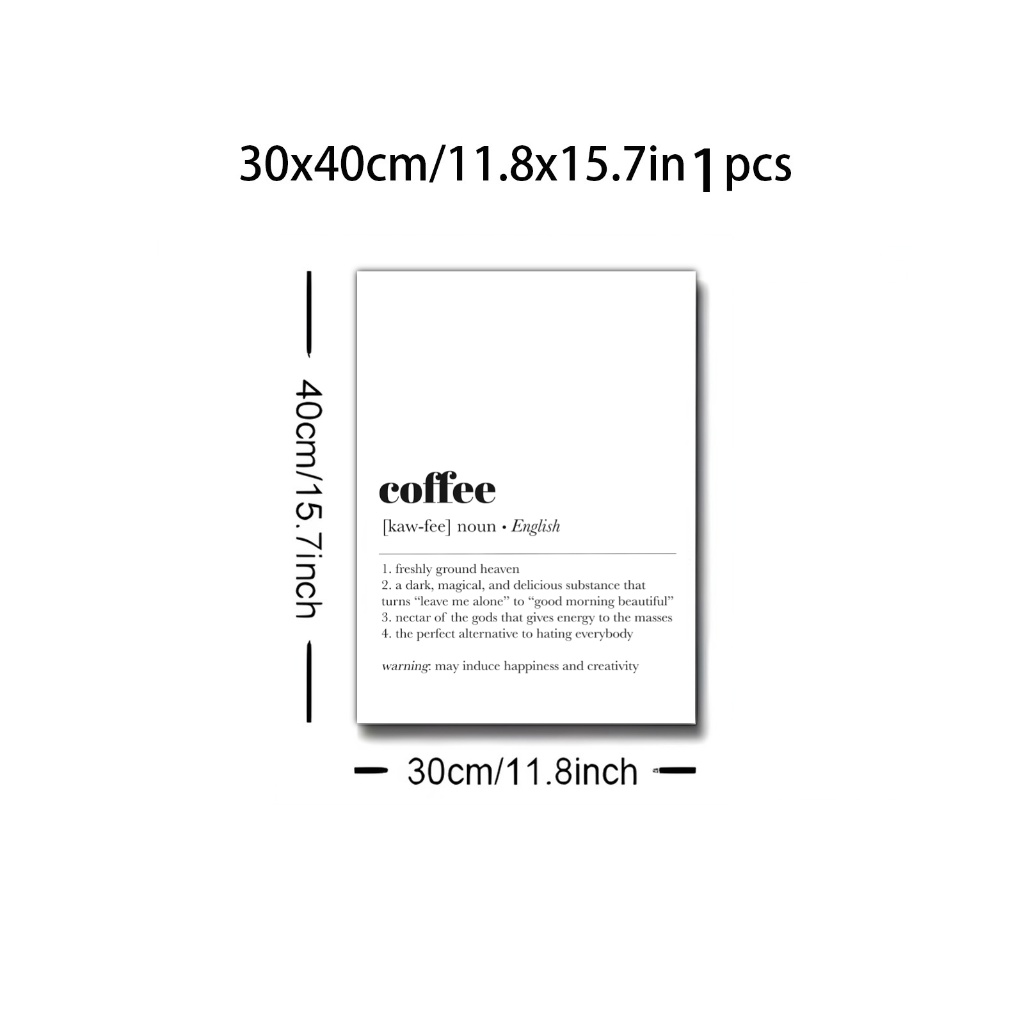 30x40cm/11.8x15.7in1pcs
40cm/15.7inch
coffee
[kaw-fee] noun • English
1. freshly ground heaven
2. a dark, magical, and delicious substance that
turns “leave me alone” to “good morning beautiful”
3. nectar of the gods that gives energy to the masses
4. the perfect alternative to hating everybody
warning: may induce happiness and creativity
30cm/11.8inch